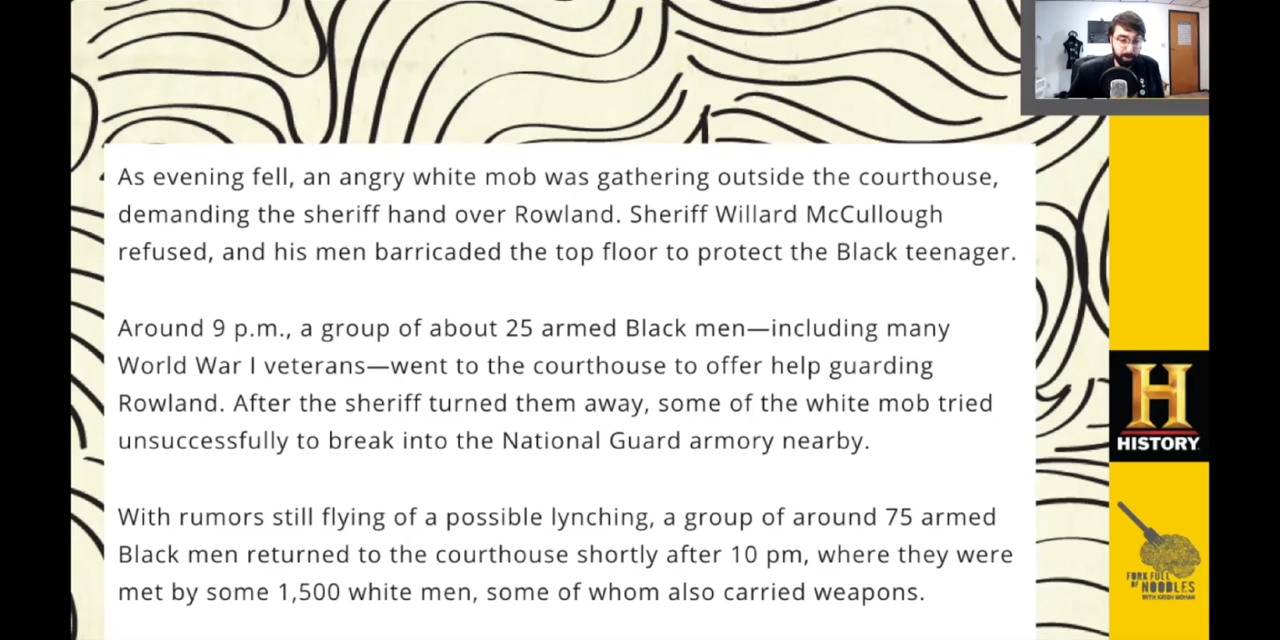 As evening fell, an angry white mob was gathering outside the courthouse,
demanding the sheriff hand over Rowland. Sheriff Willard McCullough
refused, and his men barricaded the top floor to protect the Black teenager.
Around 9 p.m., a group of about 25 armed Black men—including many
World War I veterans—went to the courthouse to offer help guarding
Rowland. After the sheriff turned them away, some of the white mob tried
unsuccessfully to break into the National Guard armory nearby.
With rumors still flying of a possible lynching, a group of around 75 armed
Black men returned to the courthouse shortly after 10 pm, where they were
met by some 1,500 white men, some of whom also carried weapons.
H
HISTORY
FORK FULL
OF NOODLES
WITH KRISH MOHAN